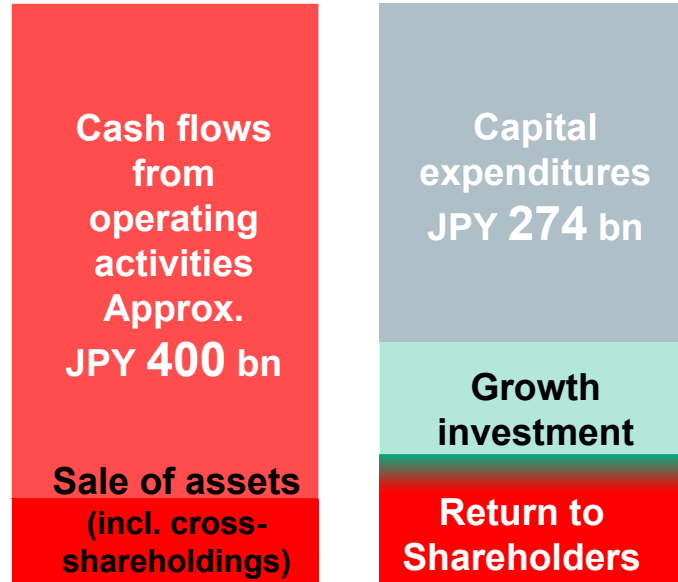 Cash flows
from
operating
activities
Approx.
JPY 400 bn
Sale of assets
(incl. cross-
shareholdings)
Capital
expenditures
JPY 274 bn
Growth
investment
Return to
Shareholders